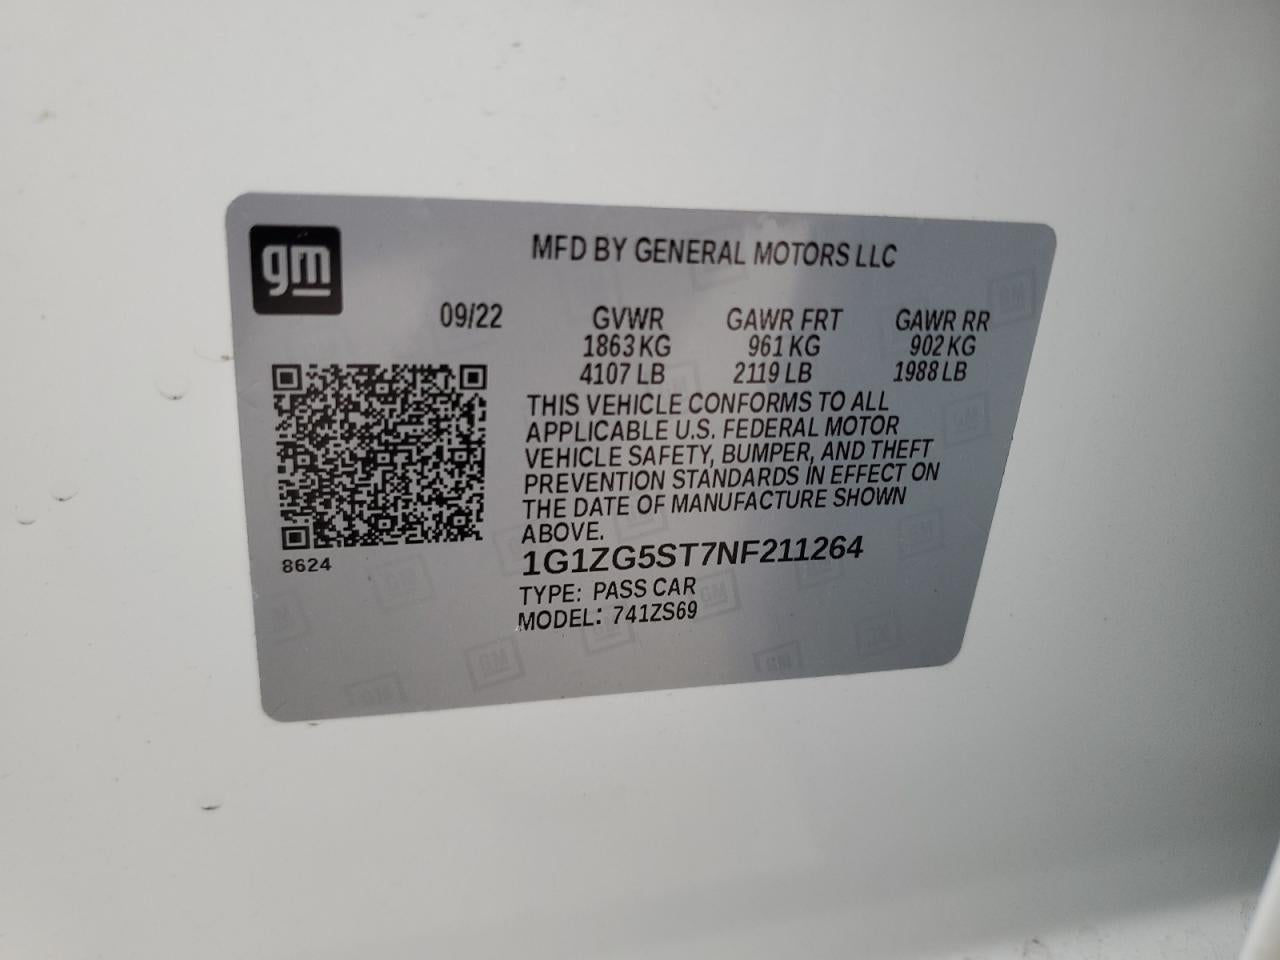 gm
MFD BY GENERAL MOTORS LLC
09/22 GVWR GAWR FRT GAWR RR
1863 KG 961 KG 902 KG
4107 LB 2119 LB 1988 LB
THIS VEHICLE CONFORMS TO ALL
APPLICABLE U.S. FEDERAL MOTOR
VEHICLE SAFETY, BUMPER, AND THEFT
PREVENTION STANDARDS IN EFFECT ON
THE DATE OF MANUFACTURE SHOWN
ABOVE.
8624
1G1ZG5ST7NF211264
TYPE: PASS CAR
MODEL: 741ZS69